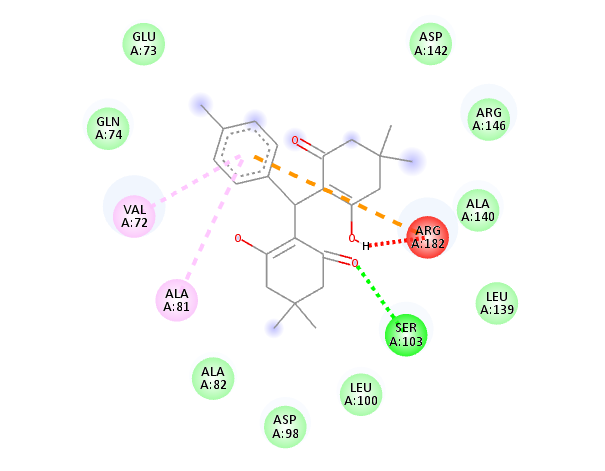 GLU
A:73
ASP
A:142
GLN
A:74
ARG
A:146
O
VAL
A:72
ALA
A:140
O
H
ARG
A:182
O
O
ALA
A:81
LEU
A:139
SER
A:103
ALA
A:82
LEU
A:100
ASP
A:98